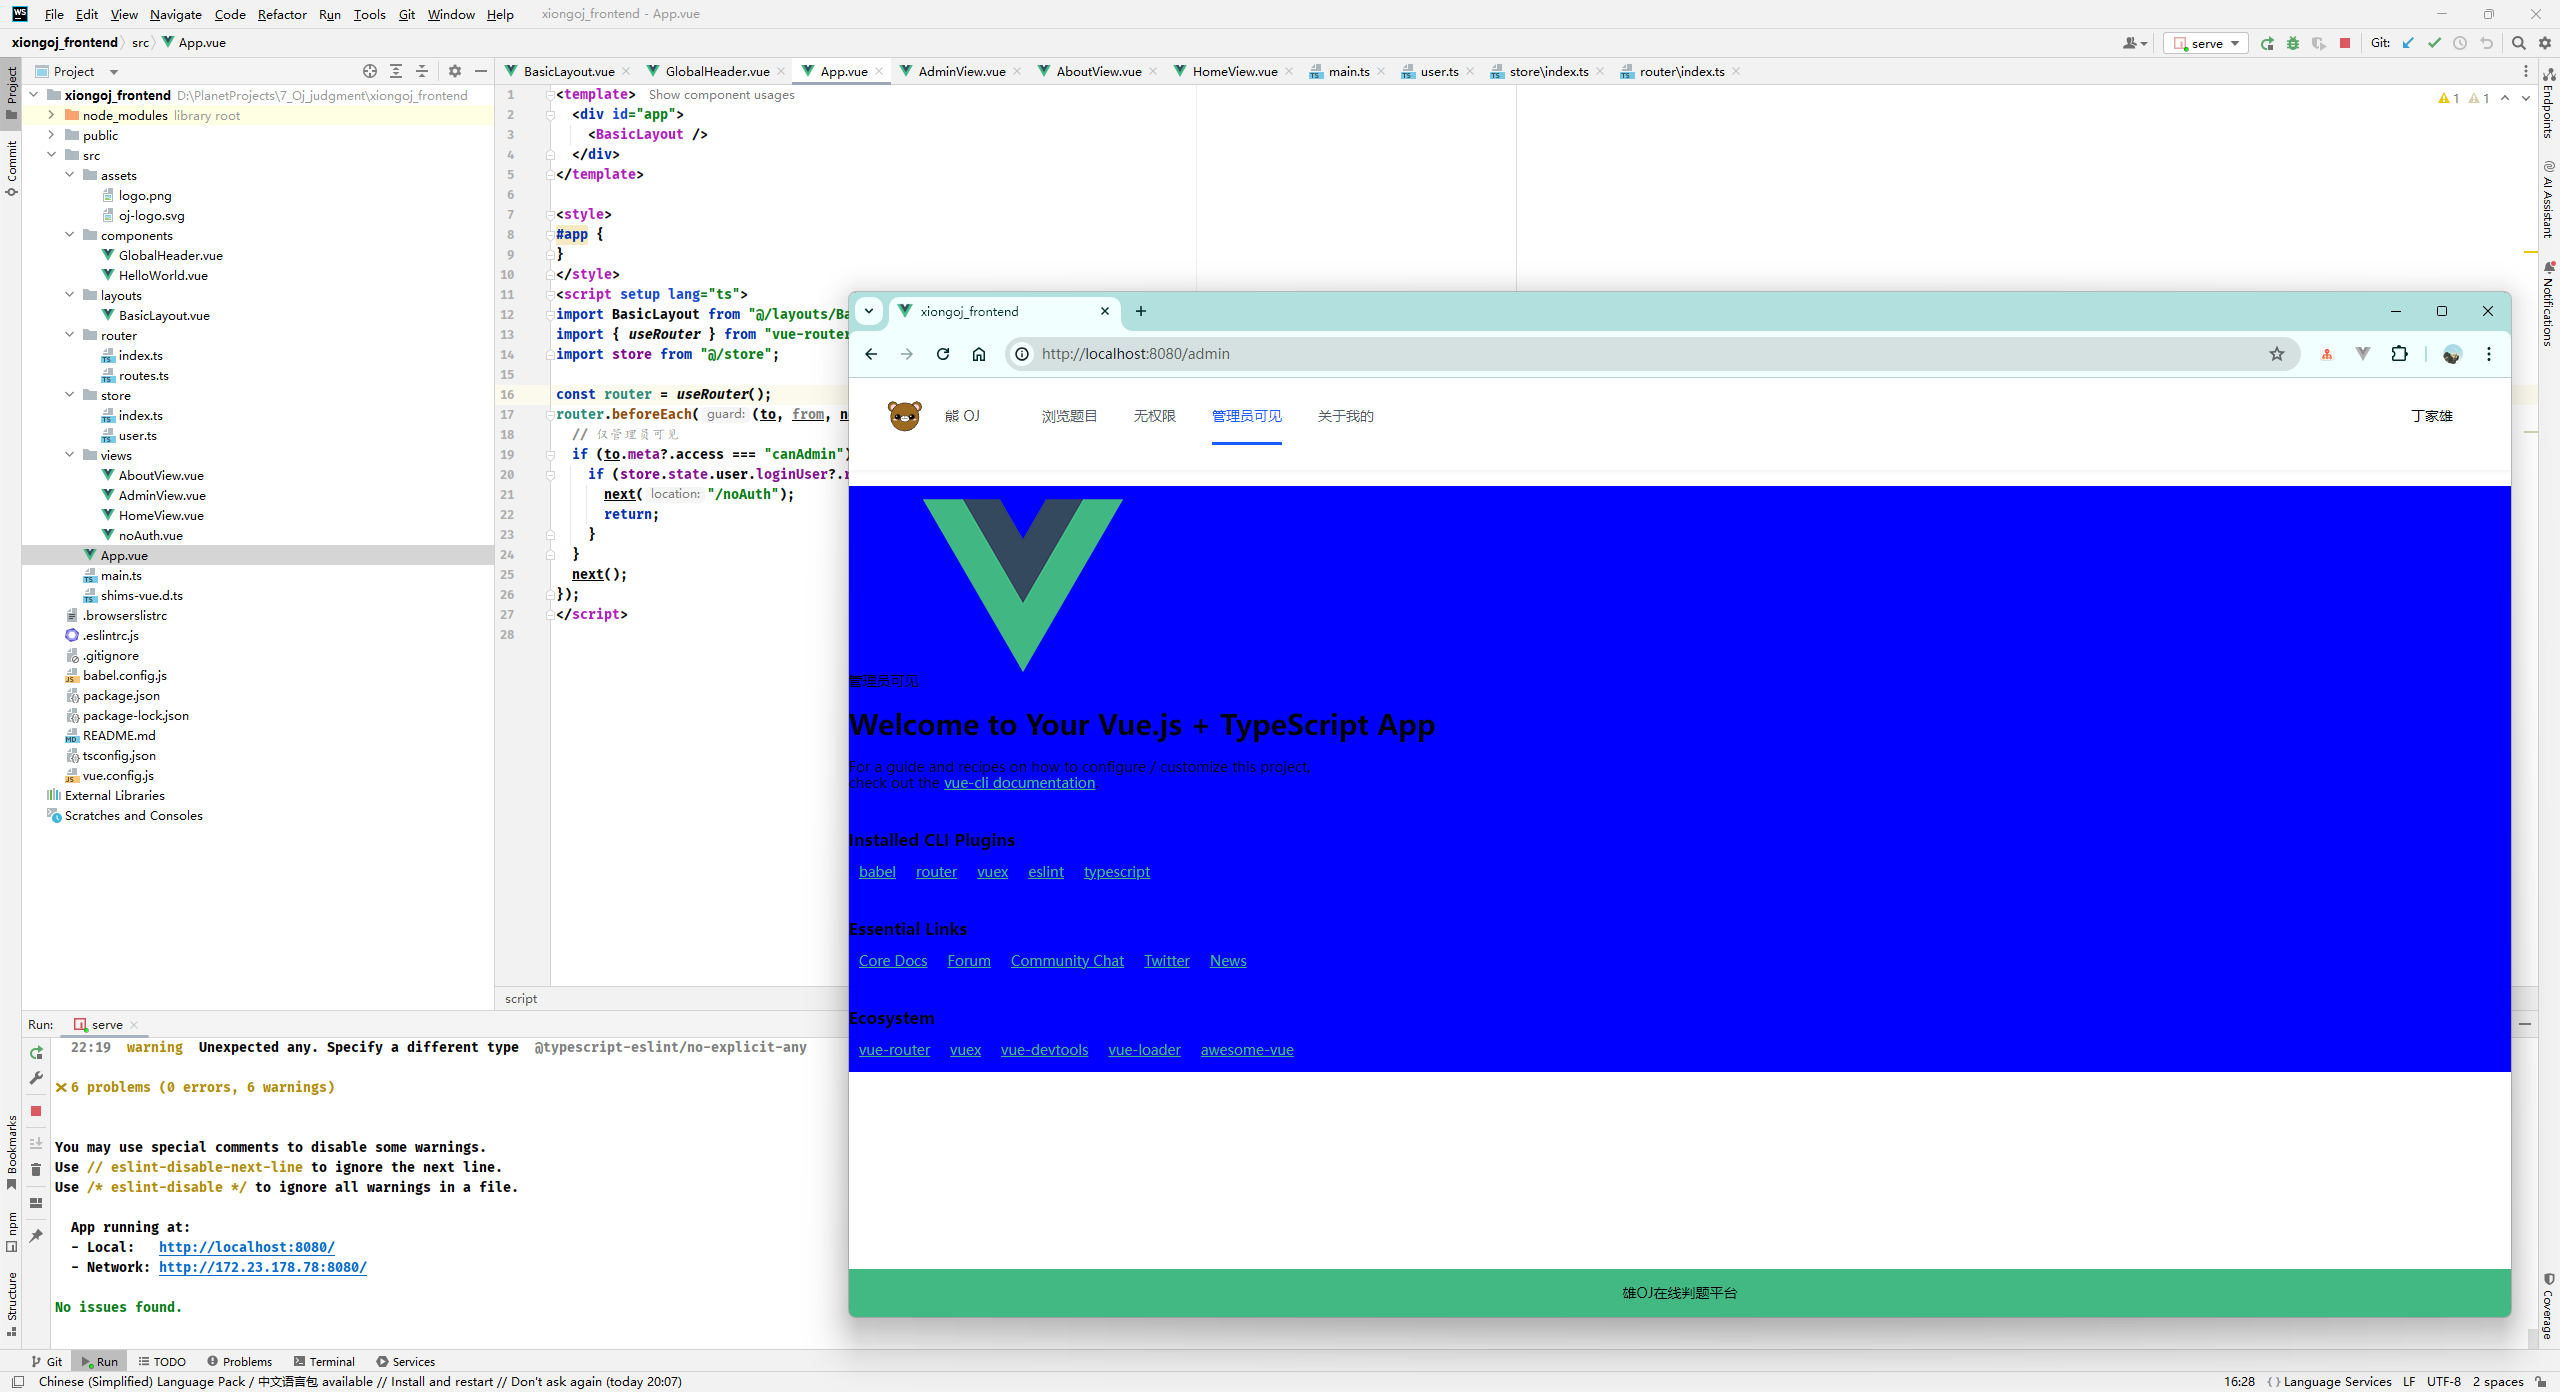 File Edit View Navigate Code Refactor Run Tools Git Window Help xiongoj_frontend - App.vue
xiongoj_frontend src App.vue
serve Git:
Project
BasicLayout.vue GlobalHeader.vue App.vue AdminView.vue AboutView.vue HomeView.vue main.ts user.ts store\index.ts router\index.ts
xiongoj_frontend D:\PlanetProjects\7_Oj_judgment\xiongoj_frontend
node_modules library root
public
src
assets
logo.png
oj-logo.svg
components
GlobalHeader.vue
HelloWorld.vue
layouts
BasicLayout.vue
router
index.ts
routes.ts
store
index.ts
user.ts
views
AboutView.vue
AdminView.vue
HomeView.vue
noAuth.vue
App.vue
main.ts
shims-vue.d.ts
.browserslistrc
.eslintrc.js
.gitignore
babel.config.js
package.json
package-lock.json
README.md
tsconfig.json
vue.config.js
External Libraries
Scratches and Consoles
Project
Commit
Bookmarks
npm
Structure
1 <template> Show component usages
2 <div id="app">
3 <BasicLayout />
4 </div>
5 </template>
6
7 <style>
8 #app {
9 }
10 </style>
11 <script setup lang="ts">
12 import BasicLayout from "@/layouts/Ba
13 import { useRouter } from "vue-router
14 import store from "@/store";
15
16 const router = useRouter();
17 router.beforeEach( guard: (to, from, n
18 // 仅管理员可见
19 if (to.meta?.access === "canAdmin")
20 if (store.state.user.loginUser?.r
21 next( location: "/noAuth");
22 return;
23 }
24 }
25 next();
26 });
27 </script>
28
1 1
script
Endpoints
AI Assistant
Notifications
Coverage
xiongoj_frontend
http://localhost:8080/admin
熊 OJ 浏览题目 无权限 管理员可见 关于我的 丁家雄
管理员可见
Welcome to Your Vue.js + TypeScript App
For a guide and recipes on how to configure / customize this project,
check out the vue-cli documentation
Installed CLI Plugins
babel router vuex eslint typescript
Essential Links
Core Docs Forum Community Chat Twitter News
Ecosystem
vue-router vuex vue-devtools vue-loader awesome-vue
雄OJ在线判题平台
Run: serve
22:19 warning Unexpected any. Specify a different type @typescript-eslint/no-explicit-any
6 problems (0 errors, 6 warnings)
You may use special comments to disable some warnings.
Use // eslint-disable-next-line to ignore the next line.
Use /* eslint-disable */ to ignore all warnings in a file.
App running at:
- Local: http://localhost:8080/
- Network: http://172.23.178.78:8080/
No issues found.
Git Run TODO Problems Terminal Services
Chinese (Simplified) Language Pack / 中文语言包 available // Install and restart // Don't ask again (today 20:07)
16:28 Language Services LF UTF-8 2 spaces